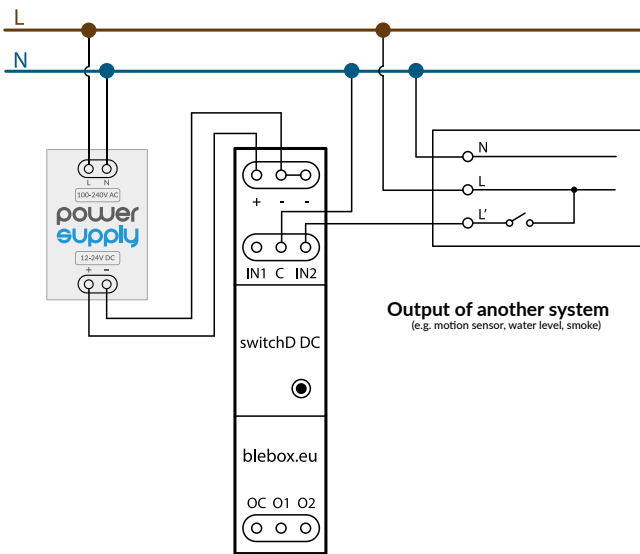 L
N
L N
100-240V AC
power
supply
12-24V DC
+ -
+ - -
IN1 C IN2
switchD DC
blebox.eu
OC O1 O2
N
L
L'
Output of another system
(e.g. motion sensor, water level, smoke)